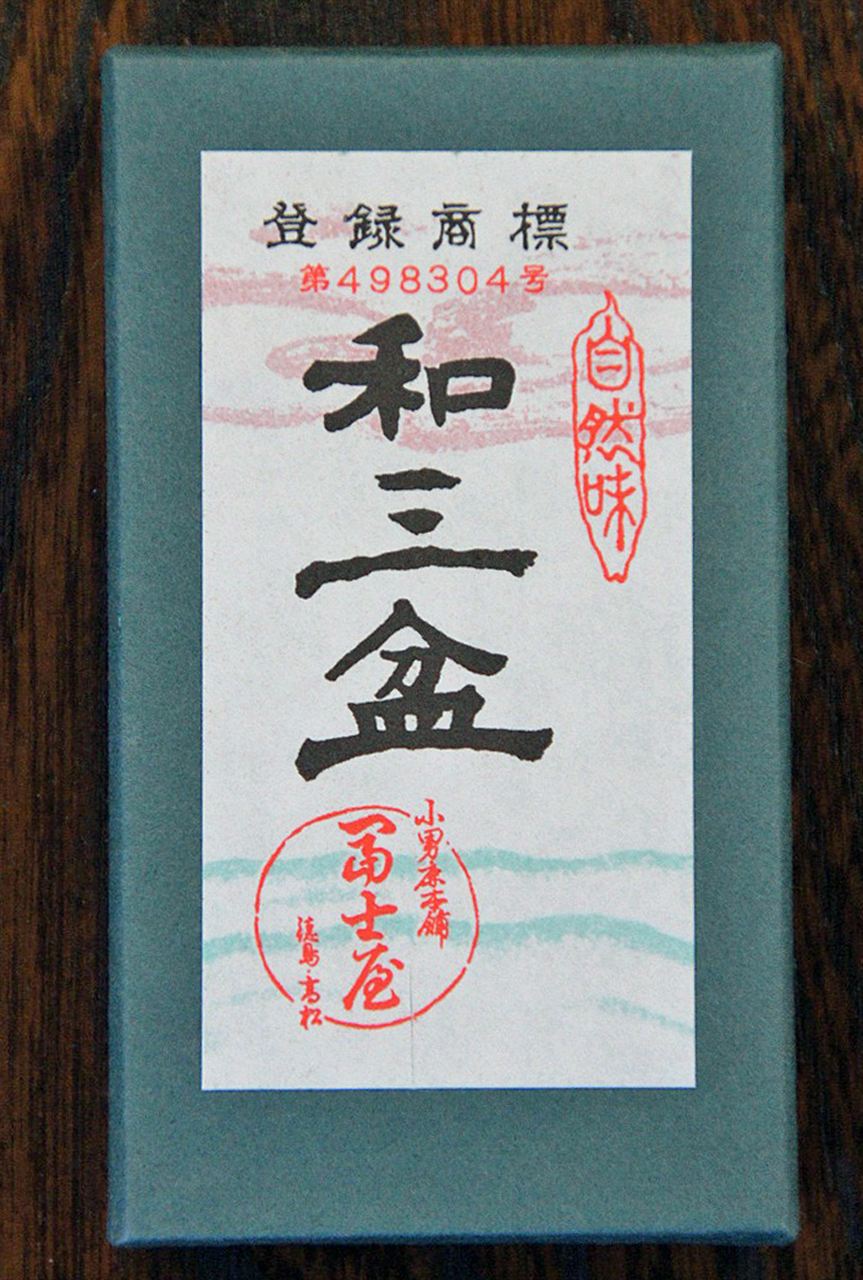 登録商標
第498304号
自然味
和三盆
小男鹿本舗
冨士屋
徳島・高松